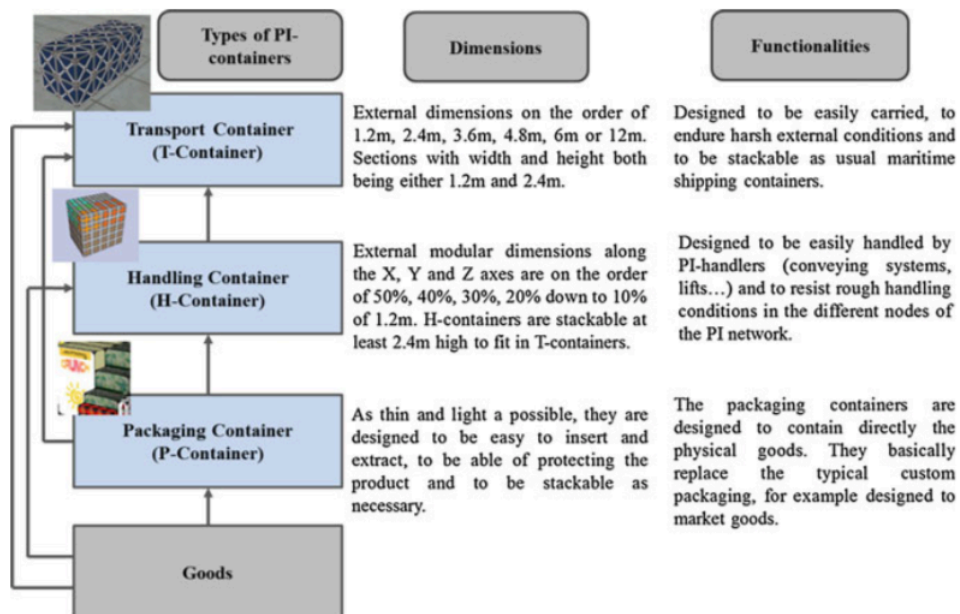 Types of PI-
containers
Dimensions
Functionalities
Transport Container
(T-Container)
External dimensions on the order of
1.2m, 2.4m, 3.6m, 4.8m, 6m or 12m.
Sections with width and height both
being either 1.2m and 2.4m.
Designed to be easily carried, to
endure harsh external conditions and
to be stackable as usual maritime
shipping containers.
Handling Container
(H-Container)
External modular dimensions along
the X, Y and Z axes are on the order
of 50%, 40%, 30%, 20% down to 10%
of 1.2m. H-containers are stackable at
least 2.4m high to fit in T-containers.
Designed to be easily handled by
PI-handlers (conveying systems,
lifts...) and to resist rough handling
conditions in the different nodes of
the PI network.
CRUNCH
Packaging Container
(P-Container)
As thin and light a possible, they are
designed to be easy to insert and
extract, to be able of protecting the
product and to be stackable as
necessary.
The packaging containers are
designed to contain directly the
physical goods. They basically
replace the typical custom
packaging, for example designed to
market goods.
Goods